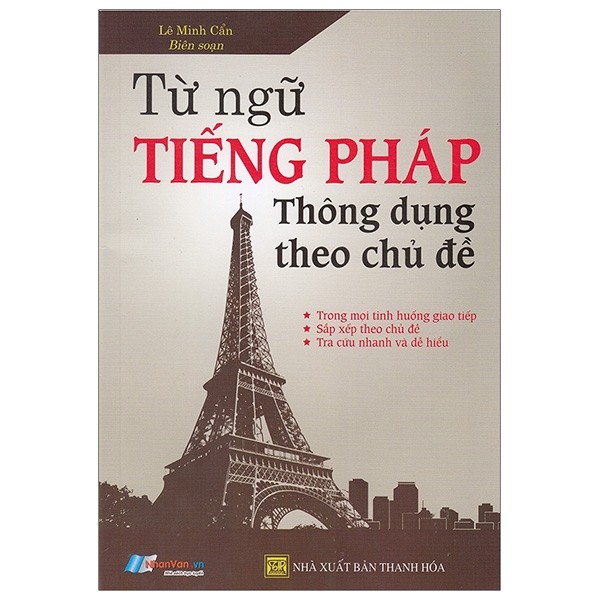 Lê Minh Cẩn
Biên soạn
Từ ngữ
TIẾNG PHÁP
Thông dụng
theo chủ đề
★ Trong mọi tình huống giao tiếp
★ Sắp xếp theo chủ đề
★ Tra cứu nhanh và dễ hiểu
NhanVan.vn
NHÀ XUẤT BẢN THANH HÓA